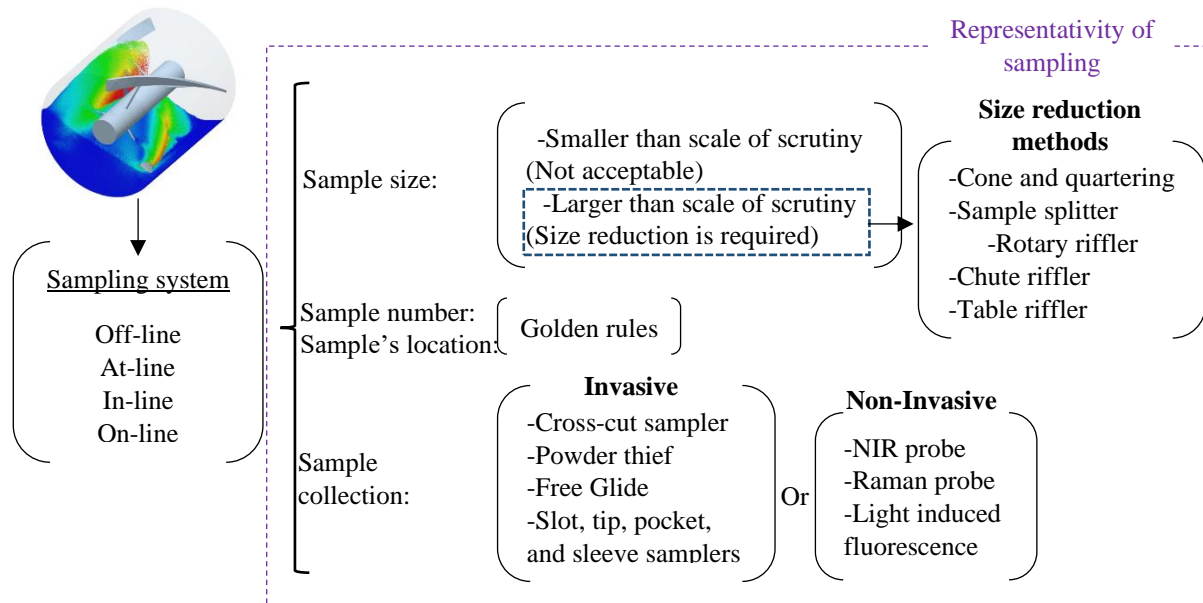 Representativity of
sampling
Sampling system
Off-line
At-line
In-line
On-line
Sample size:
-Smaller than scale of scrutiny
(Not acceptable)
-Larger than scale of scrutiny
(Size reduction is required)
Size reduction
methods
-Cone and quartering
-Sample splitter
-Rotary riffler
-Chute riffler
-Table riffler
Sample number:
Sample’s location:
Golden rules
Sample
collection:
Invasive
-Cross-cut sampler
-Powder thief
-Free Glide
-Slot, tip, pocket,
and sleeve samplers
Or
Non-Invasive
-NIR probe
-Raman probe
-Light induced
fluorescence